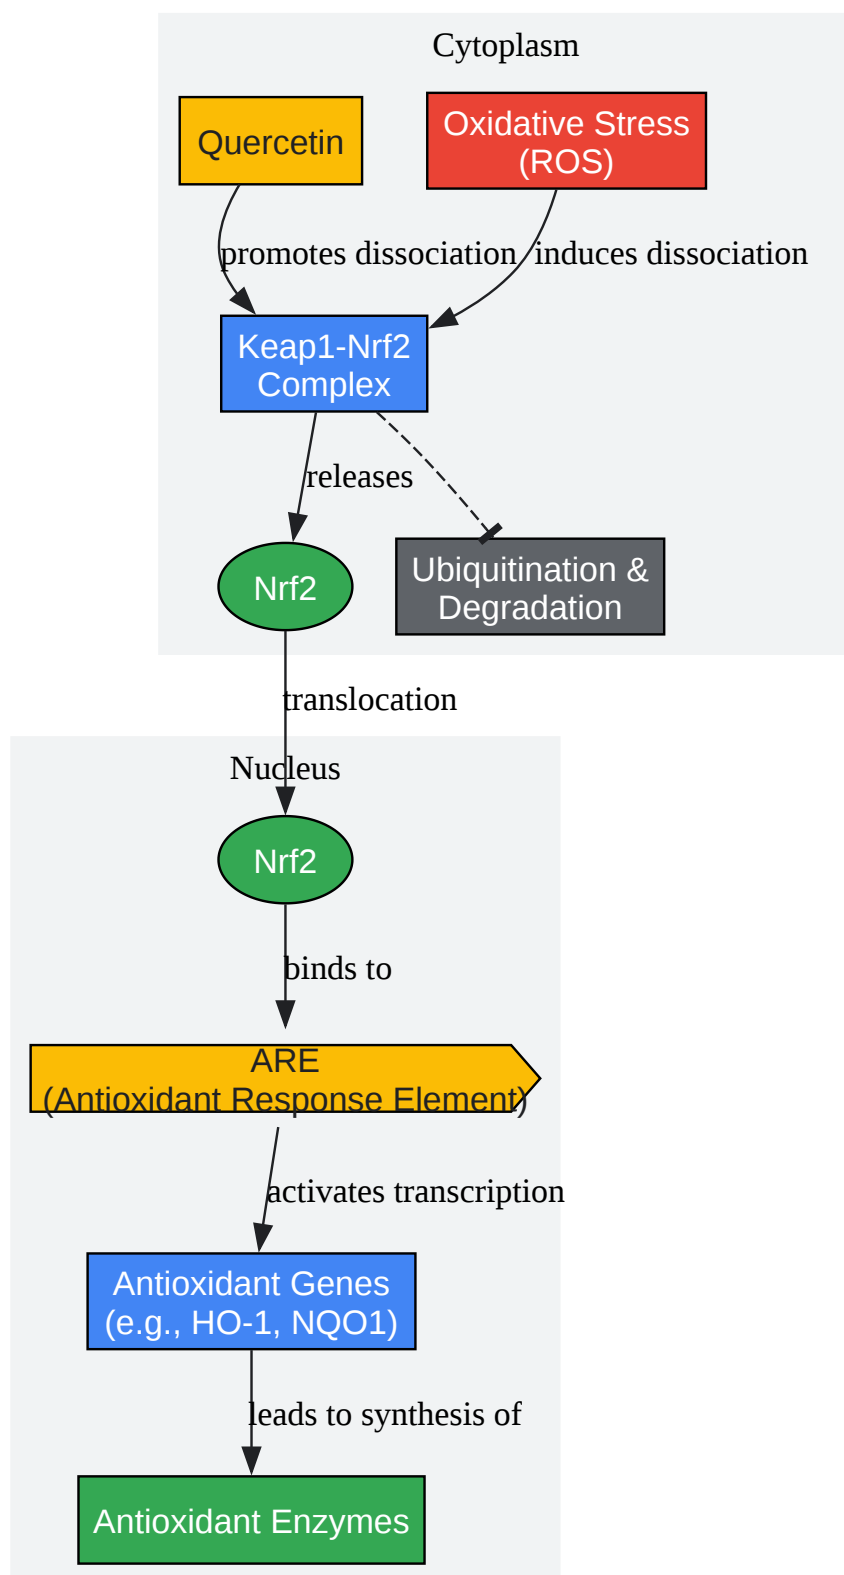 Cytoplasm
Quercetin
Oxidative Stress
(ROS)
promotes dissociation
induces dissociation
Keap1-Nrf2
Complex
releases
Nrf2
Ubiquitination &
Degradation
translocation
Nucleus
Nrf2
binds to
ARE
(Antioxidant Response Element)
activates transcription
Antioxidant Genes
(e.g., HO-1, NQO1)
leads to synthesis of
Antioxidant Enzymes